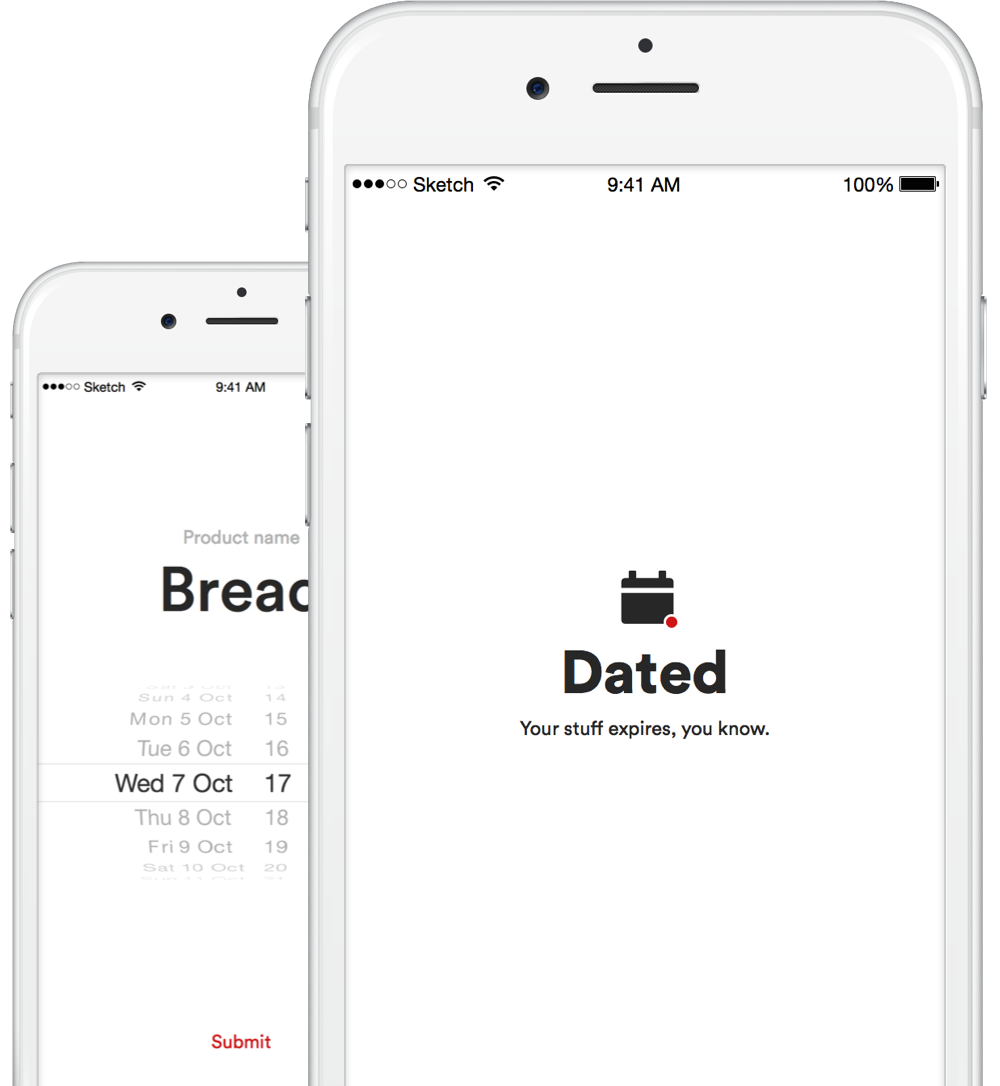 Sketch 9:41 AM 100%
Dated
Your stuff expires, you know.
Sketch 9:41 AM
Product name
Sun 4 Oct 14
Mon 5 Oct 15
Tue 6 Oct 16
Wed 7 Oct 17
Thu 8 Oct 18
Fri 9 Oct 19
Sat 10 Oct 20
Submit